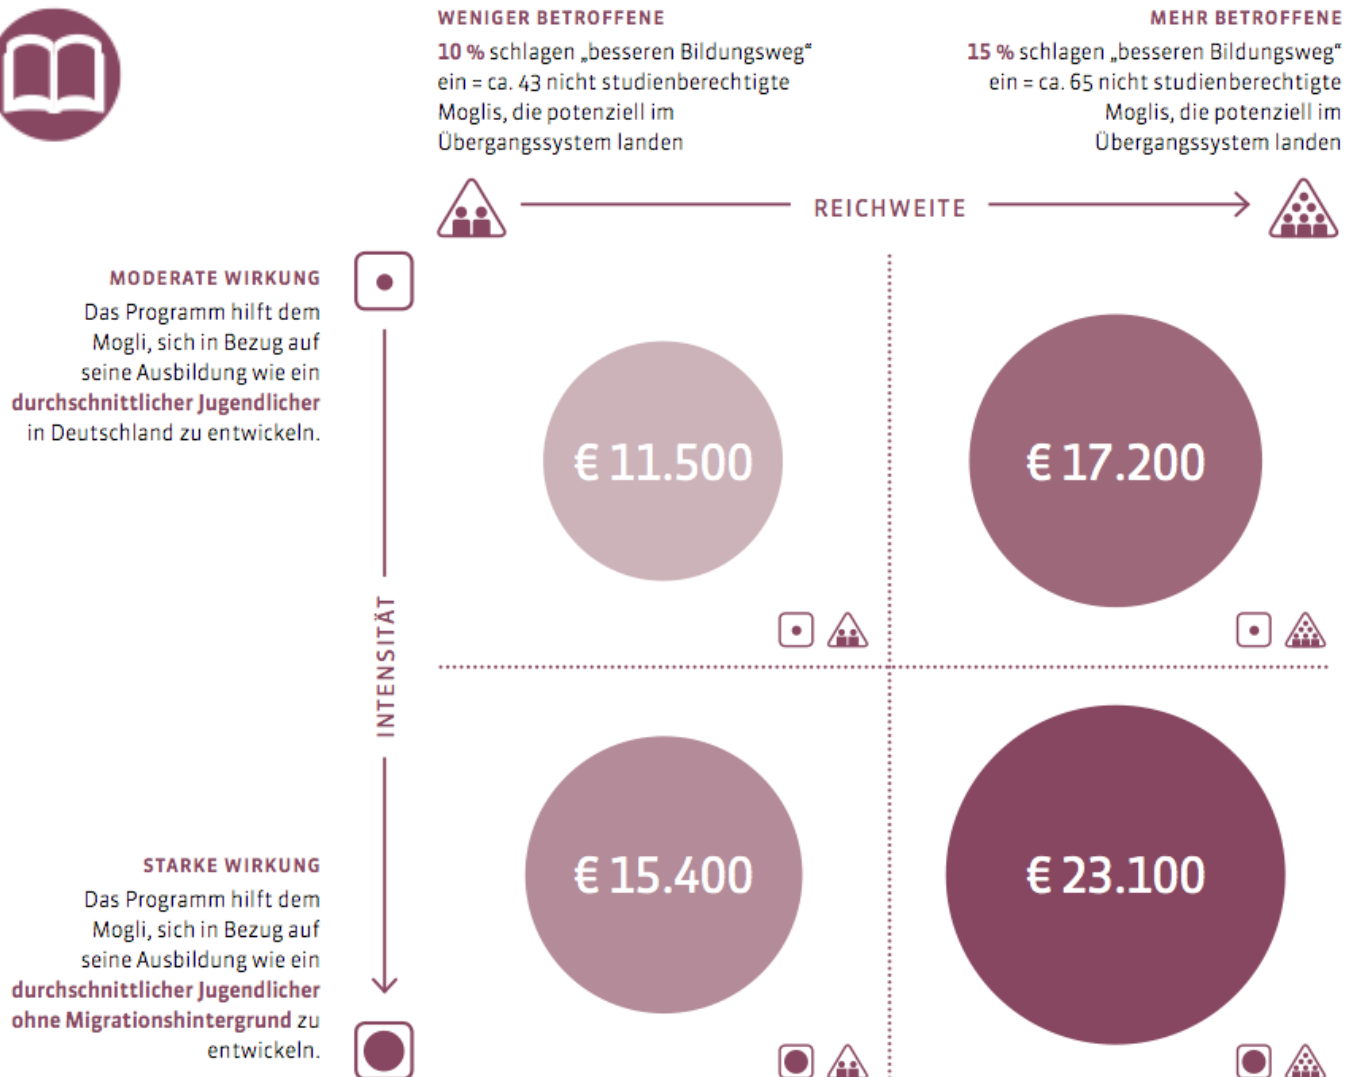 WENIGER BETROFFENE
10 % schlagen „besseren Bildungsweg“
ein = ca. 43 nicht studienberechtigte
Moglis, die potenziell im
Übergangssystem landen
MEHR BETROFFENE
15 % schlagen „besseren Bildungsweg“
ein = ca. 65 nicht studienberechtigte
Moglis, die potenziell im
Übergangssystem landen
REICHWEITE
MODERATE WIRKUNG
Das Programm hilft dem
Mogli, sich in Bezug auf
seine Ausbildung wie ein
durchschnittlicher Jugendlicher
in Deutschland zu entwickeln.
€ 11.500
€ 17.200
INTENSITÄT
STARKE WIRKUNG
Das Programm hilft dem
Mogli, sich in Bezug auf
seine Ausbildung wie ein
durchschnittlicher Jugendlicher
ohne Migrationshintergrund zu
entwickeln.
€ 15.400
€ 23.100